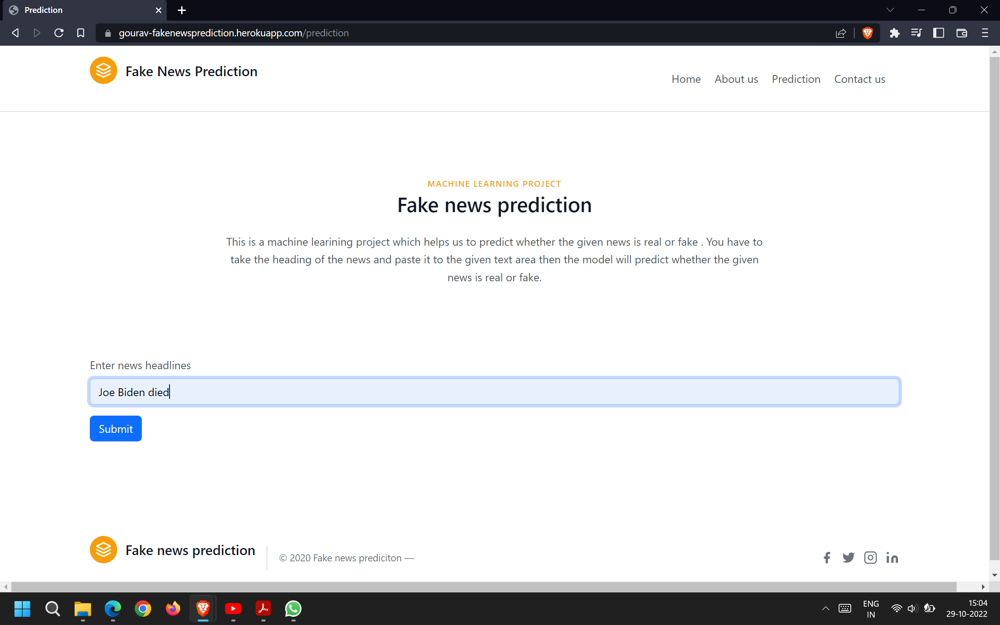 Prediction
gourav-fakenewsprediction.herokuapp.com/prediction
Fake News Prediction
Home About us Prediction Contact us
MACHINE LEARNING PROJECT
Fake news prediction
This is a machine learining project which helps us to predict whether the given news is real or fake . You have to
take the heading of the news and paste it to the given text area then the model will predict whether the given
news is real or fake.
Enter news headlines
Joe Biden died
Submit
Fake news prediction
© 2020 Fake news prediciton —
ENG
IN
15:04
29-10-2022